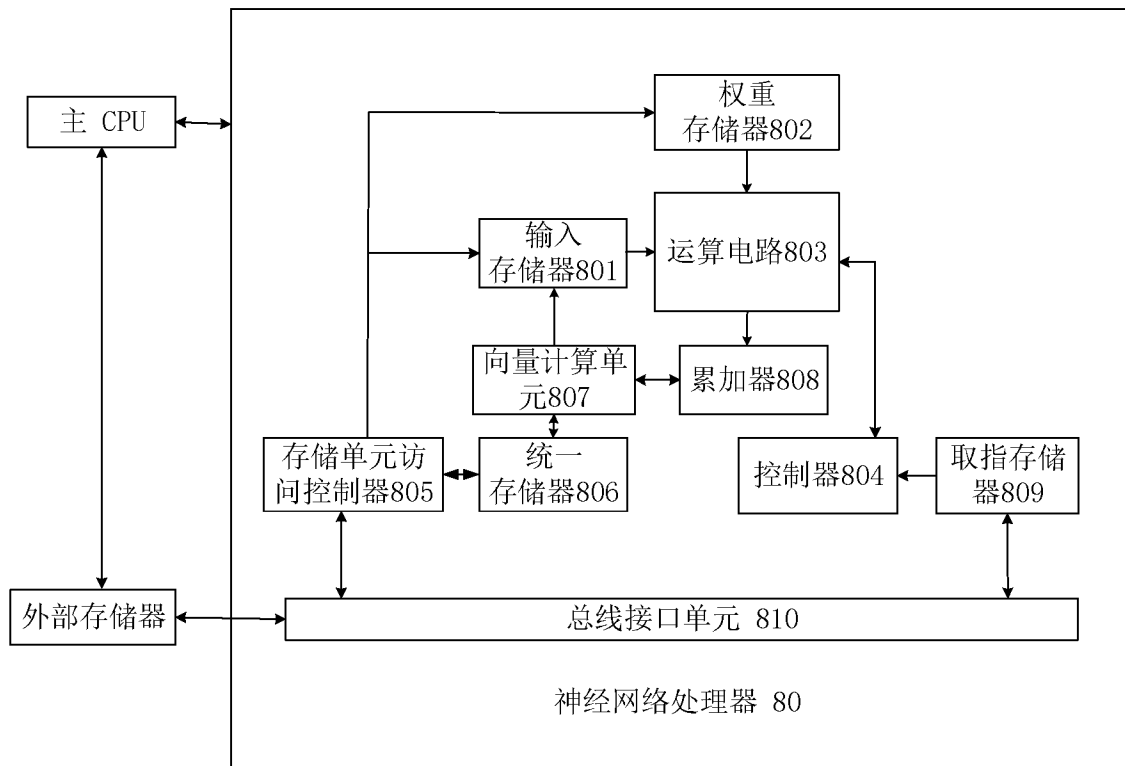 权重
存储器802
主 CPU
输入
存储器801
运算电路803
向量计算单
元807
累加器808
存储单元访
问控制器805
统一
存储器806
控制器804
取指存储
器809
外部存储器
总线接口单元 810
神经网络处理器 80